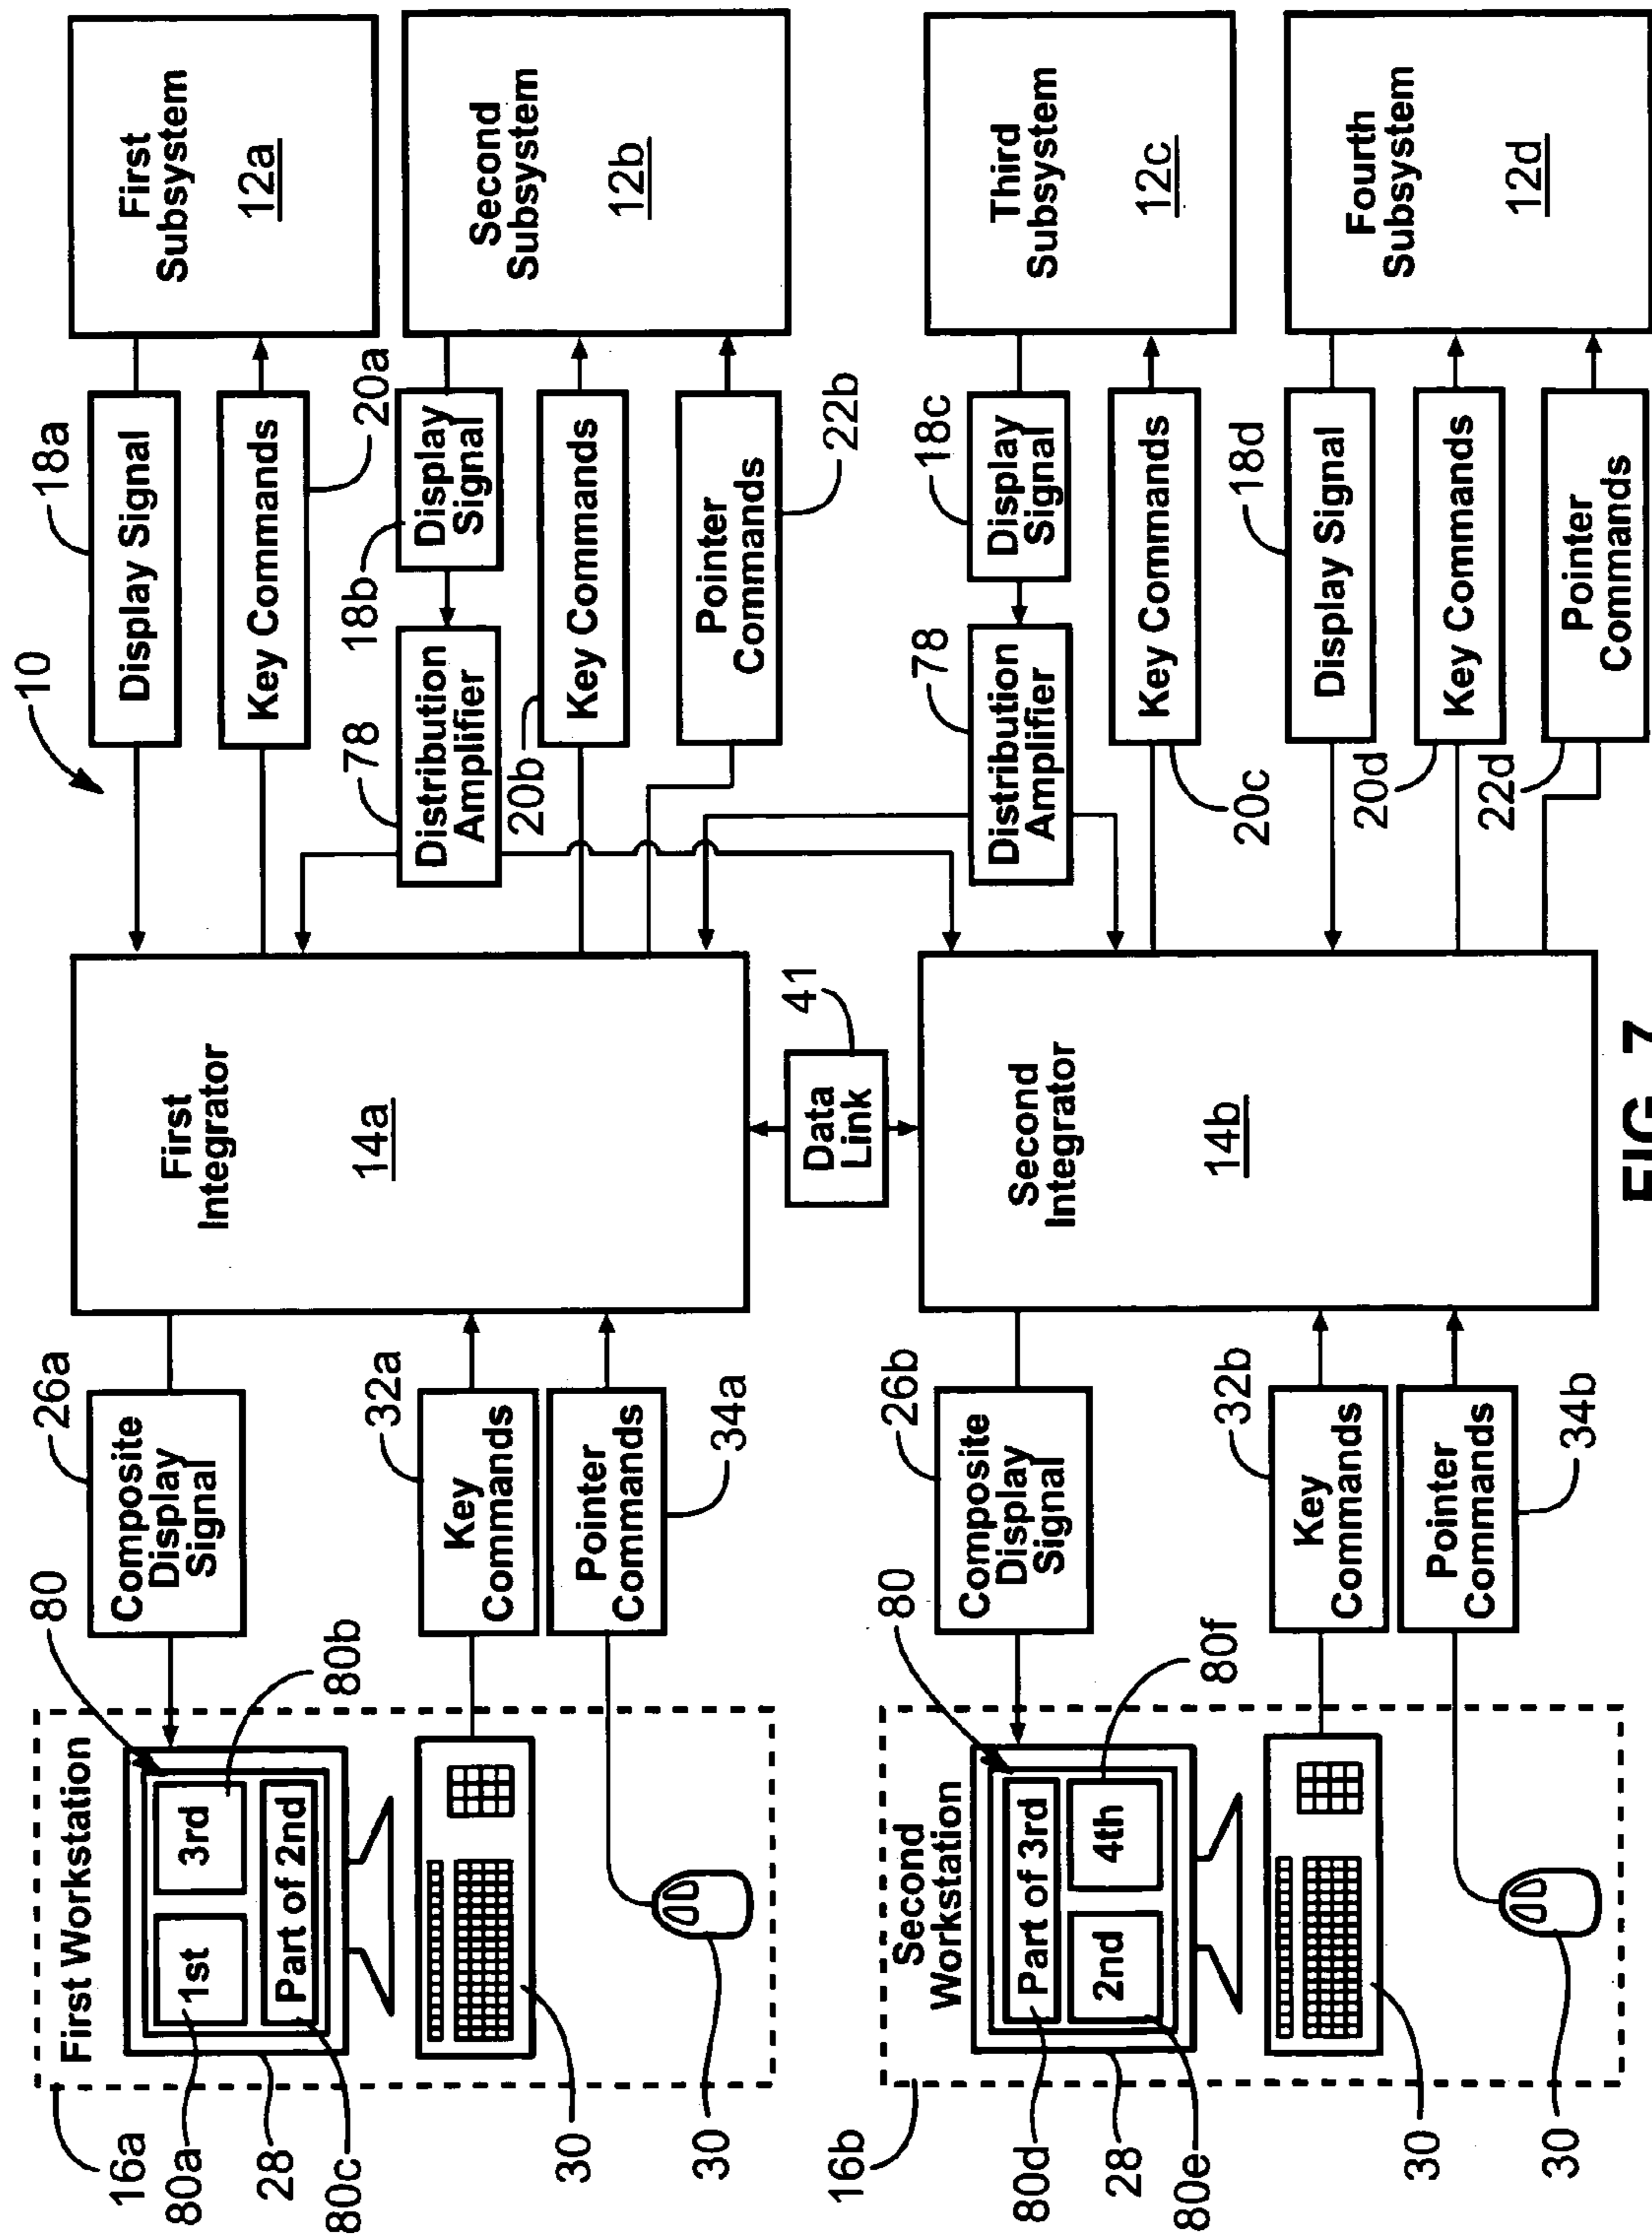 10
16a
First Workstation
80
80a
1st
3rd
80b
28
80c
Part of 2nd
30
30
26a
Composite
Display
Signal
32a
Key
Commands
Pointer
Commands
34a
First
Integrator
14a
Data
Link
41
18a
Display Signal
Key Commands
20a
78
Distribution
Amplifier
18b
Display
Signal
20b
Key Commands
Pointer
Commands
22b
First
Subsystem
12a
Second
Subsystem
12b
16b
Second
Workstation
80
80d
Part of 3rd
28
80e
2nd
4th
80f
30
30
26b
Composite
Display
Signal
32b
Key
Commands
Pointer
Commands
34b
Second
Integrator
14b
78
Distribution
Amplifier
18c
Display
Signal
Key Commands
20c
18d
Display Signal
20d
Key Commands
22d
Pointer
Commands
Third
Subsystem
12c
Fourth
Subsystem
12d
FIG. 7